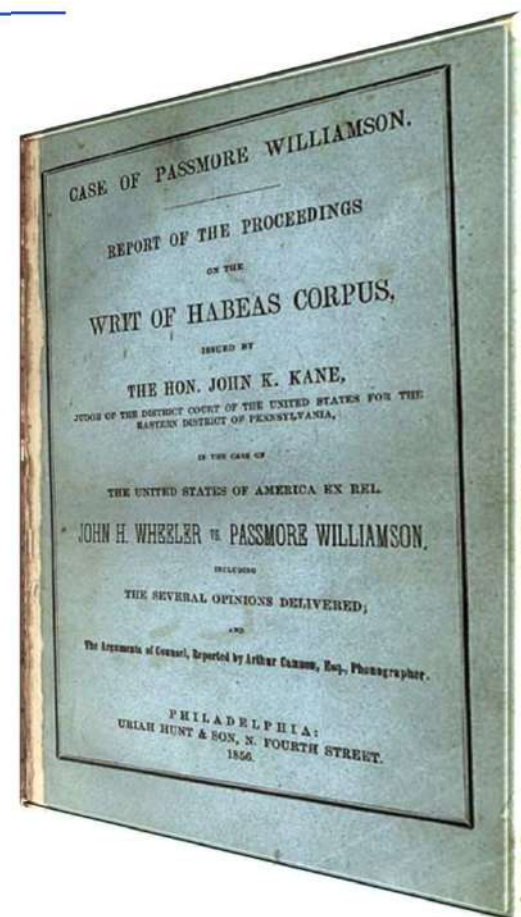 CASE OF PASSMORE WILLIAMSON.
REPORT OF THE PROCEEDINGS
ON THE
WRIT OF HABEAS CORPUS,
ISSUED BY
THE HON. JOHN K. KANE,
JUDGE OF THE DISTRICT COURT OF THE UNITED STATES FOR THE
EASTERN DISTRICT OF PENNSYLVANIA,
IN THE CASE OF
THE UNITED STATES OF AMERICA EX REL.
JOHN H. WHEELER VS. PASSMORE WILLIAMSON,
INCLUDING
THE SEVERAL OPINIONS DELIVERED;
AND
The Arguments of Counsel, Reported by Arthur Cannon, Esq., Phonographer.
PHILADELPHIA:
URIAH HUNT & SON, N. FOURTH STREET.
1856.